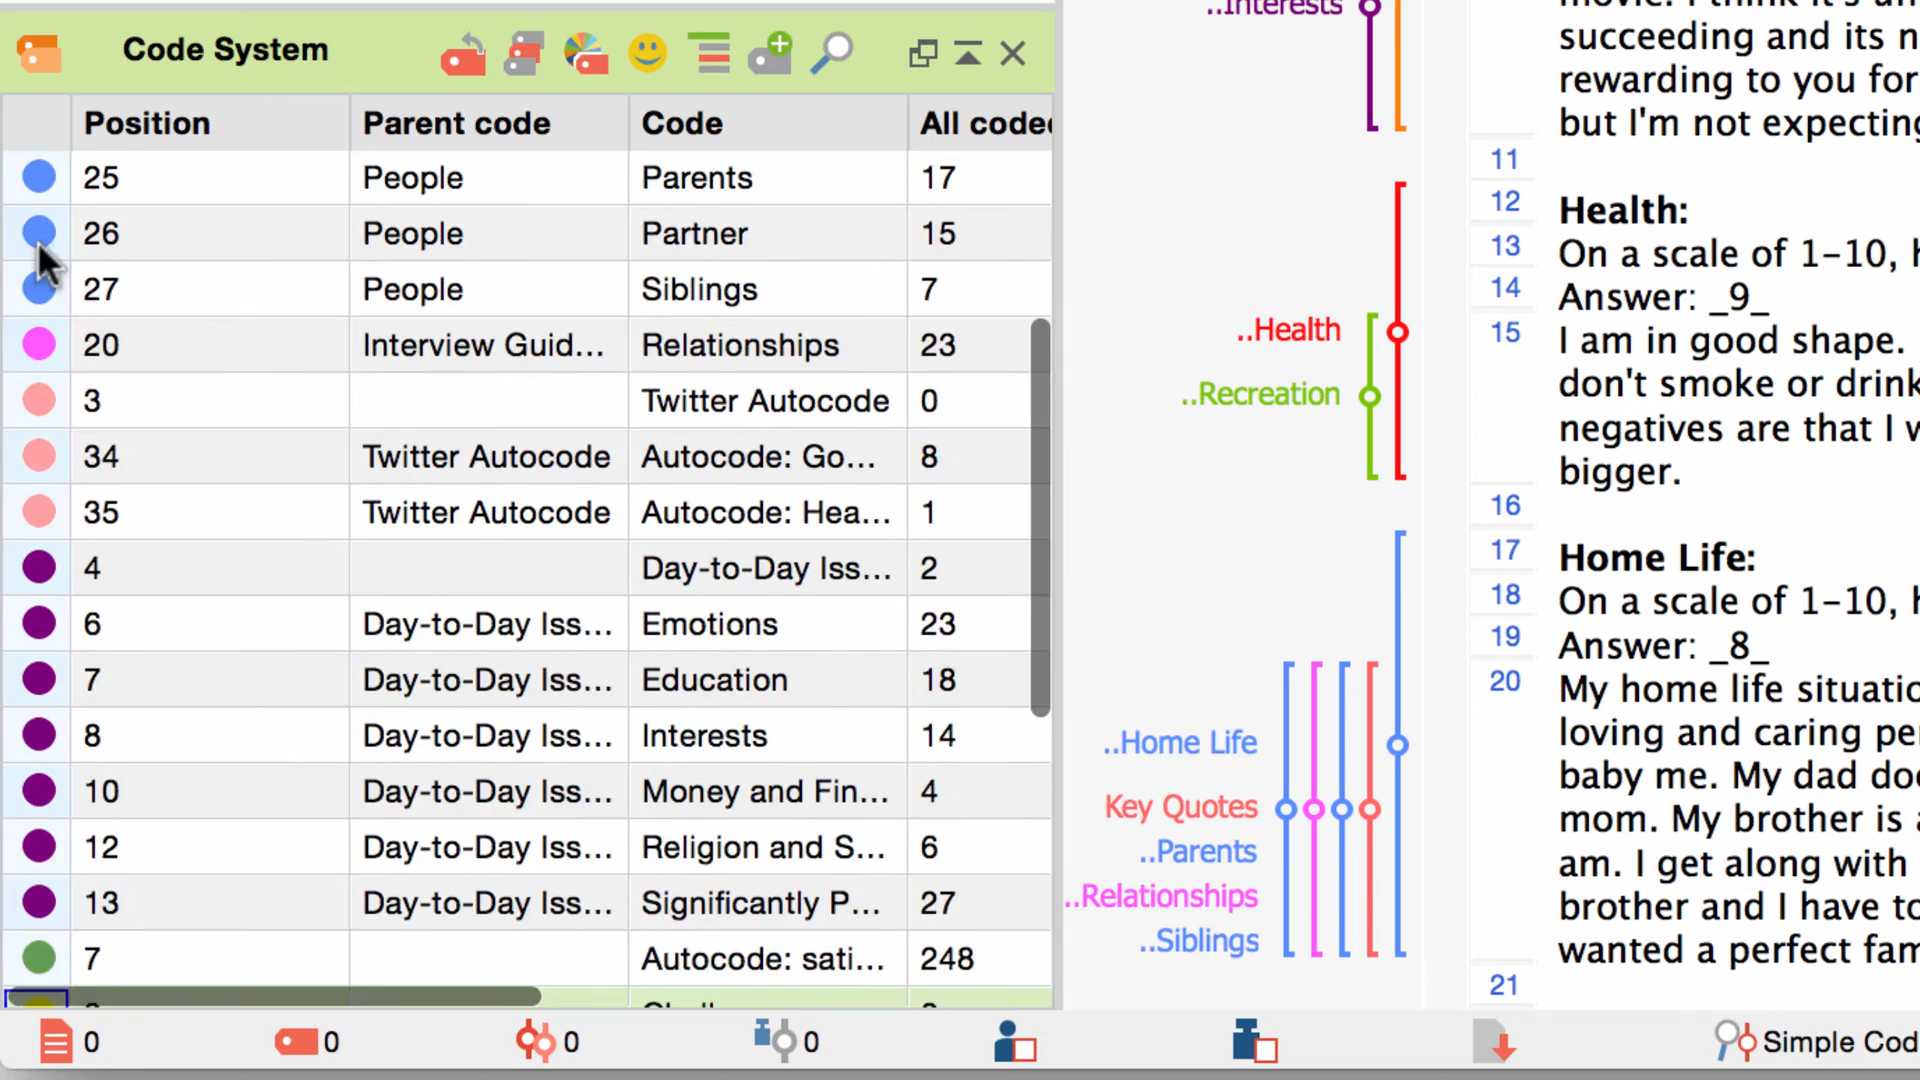 Code System
Position Parent code Code All coded
25 People Parents 17
26 People Partner 15
27 People Siblings 7
20 Interview Guid... Relationships 23
3 Twitter Autocode 0
34 Twitter Autocode Autocode: Go... 8
35 Twitter Autocode Autocode: Hea... 1
4 Day-to-Day Iss... 2
6 Day-to-Day Iss... Emotions 23
7 Day-to-Day Iss... Education 18
8 Day-to-Day Iss... Interests 14
10 Day-to-Day Iss... Money and Fin... 4
12 Day-to-Day Iss... Religion and S... 6
13 Day-to-Day Iss... Significantly P... 27
7 Autocode: sati... 248
..Interests
..Health
..Recreation
..Home Life
Key Quotes
..Parents
..Relationships
..Siblings
succeeding and its n
rewarding to you for
but I'm not expecting
11
12 Health:
13 On a scale of 1-10, h
14 Answer: _9_
15 I am in good shape.
don't smoke or drink
negatives are that I w
bigger.
16
17 Home Life:
18 On a scale of 1-10, h
19 Answer: _8_
20 My home life situatio
loving and caring pe
baby me. My dad doe
mom. My brother is a
am. I get along with
brother and I have to
wanted a perfect fam
21
0 0 0 0 Simple Cod